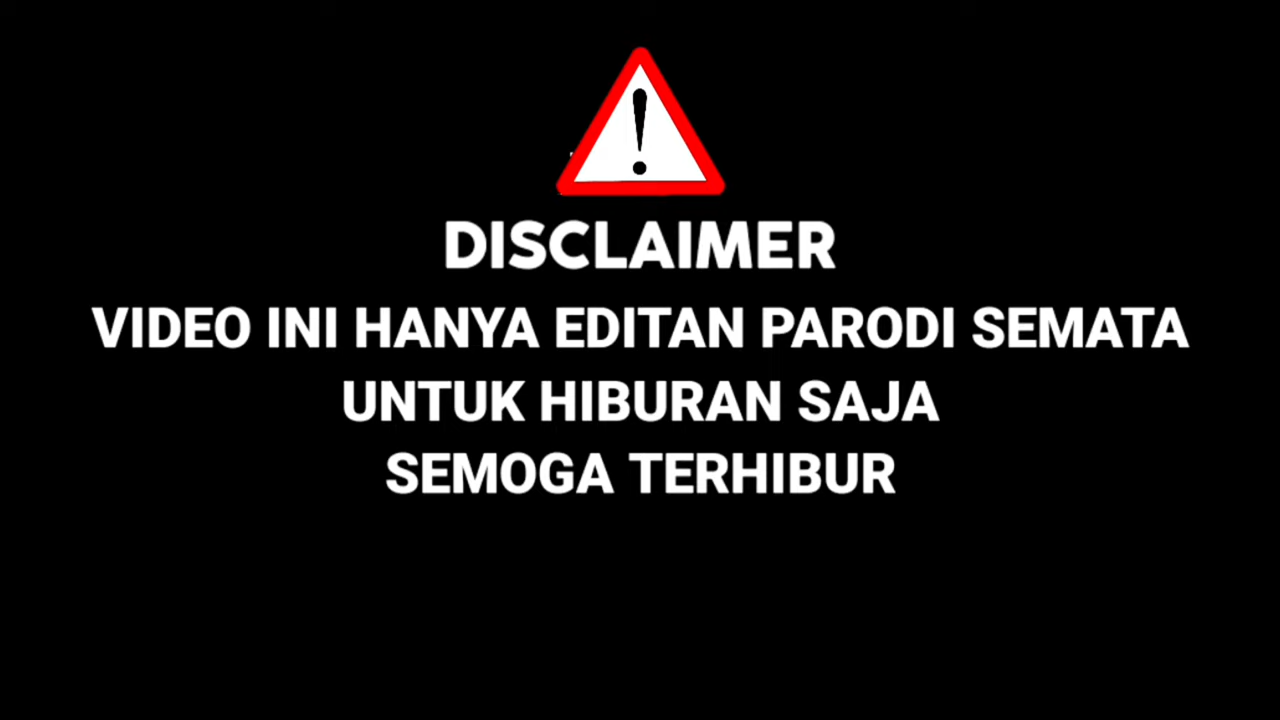 DISCLAIMER
VIDEO INI HANYA EDITAN PARODI SEMATA
UNTUK HIBURAN SAJA
SEMOGA TERHIBUR